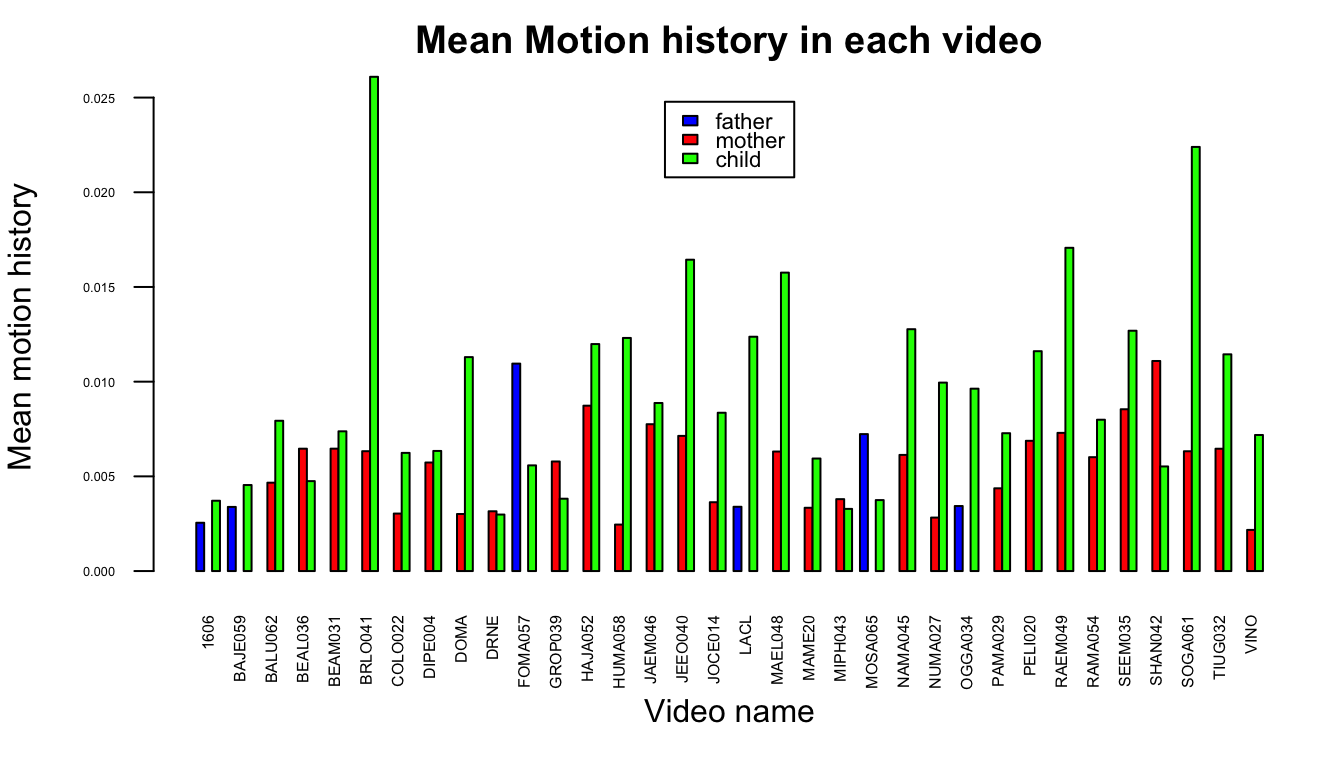 Mean Motion history in each video
Mean motion history
0.025
0.020
0.015
0.010
0.005
0.000
father
mother
child
1606
BAJE059
BALU062
BEAL036
BEAM031
BRLO041
COLO022
DIPE004
DOMA
DRNE
FOMA057
GROP039
HAJA052
HUMA058
JAEM046
JEEO040
JOCE014
LACL
MAEL048
MAME20
MIPH043
MOSA065
NAMA045
NUMA027
OGGA034
PAMA029
PELI020
RAEM049
RAMA054
SEEM035
SHAN042
SOGA061
TIUG032
VINO
Video name